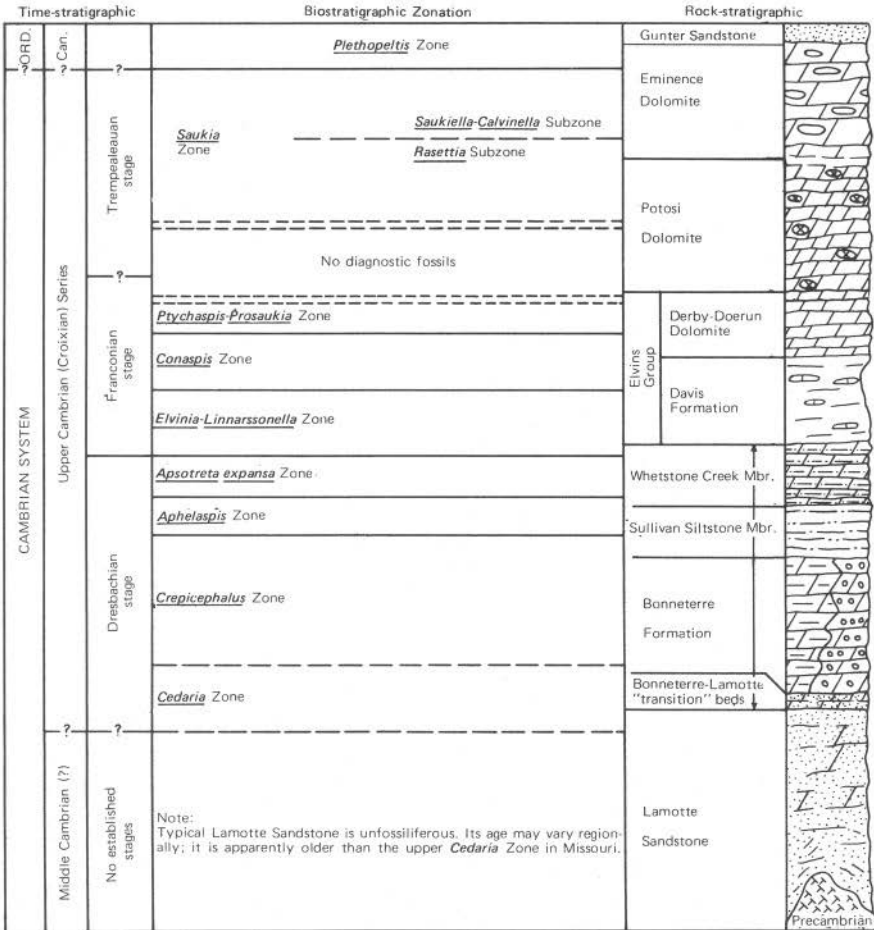 Time-stratigraphic
Biostratigraphic Zonation
Rock-stratigraphic
ORD.
Can.
Plethopeltis Zone
Gunter Sandstone
?
?
?
Eminence
Dolomite
CAMBRIAN SYSTEM
Upper Cambrian (Croixian) Series
Trempealeauan
stage
Saukia
Zone
Saukiella-Calvinella Subzone
Rasettia Subzone
Potosi
Dolomite
No diagnostic fossils
?
Franconian
stage
Ptychaspis-Prosaukia Zone
Conaspis Zone
Elvinia-Linnarssonella Zone
Elvins
Group
Derby-Doerun
Dolomite
Davis
Formation
Dresbachian
stage
Apsotreta expansa Zone
Aphelaspis Zone
Crepicephalus Zone
Cedaria Zone
Whetstone Creek Mbr.
Sullivan Siltstone Mbr.
Bonneterre
Formation
Bonneterre-Lamotte
"transition" beds
?
?
Middle Cambrian (?)
No established
stages
Note:
Typical Lamotte Sandstone is unfossiliferous. Its age may vary region-
ally; it is apparently older than the upper Cedaria Zone in Missouri.
Lamotte
Sandstone
Precambrian